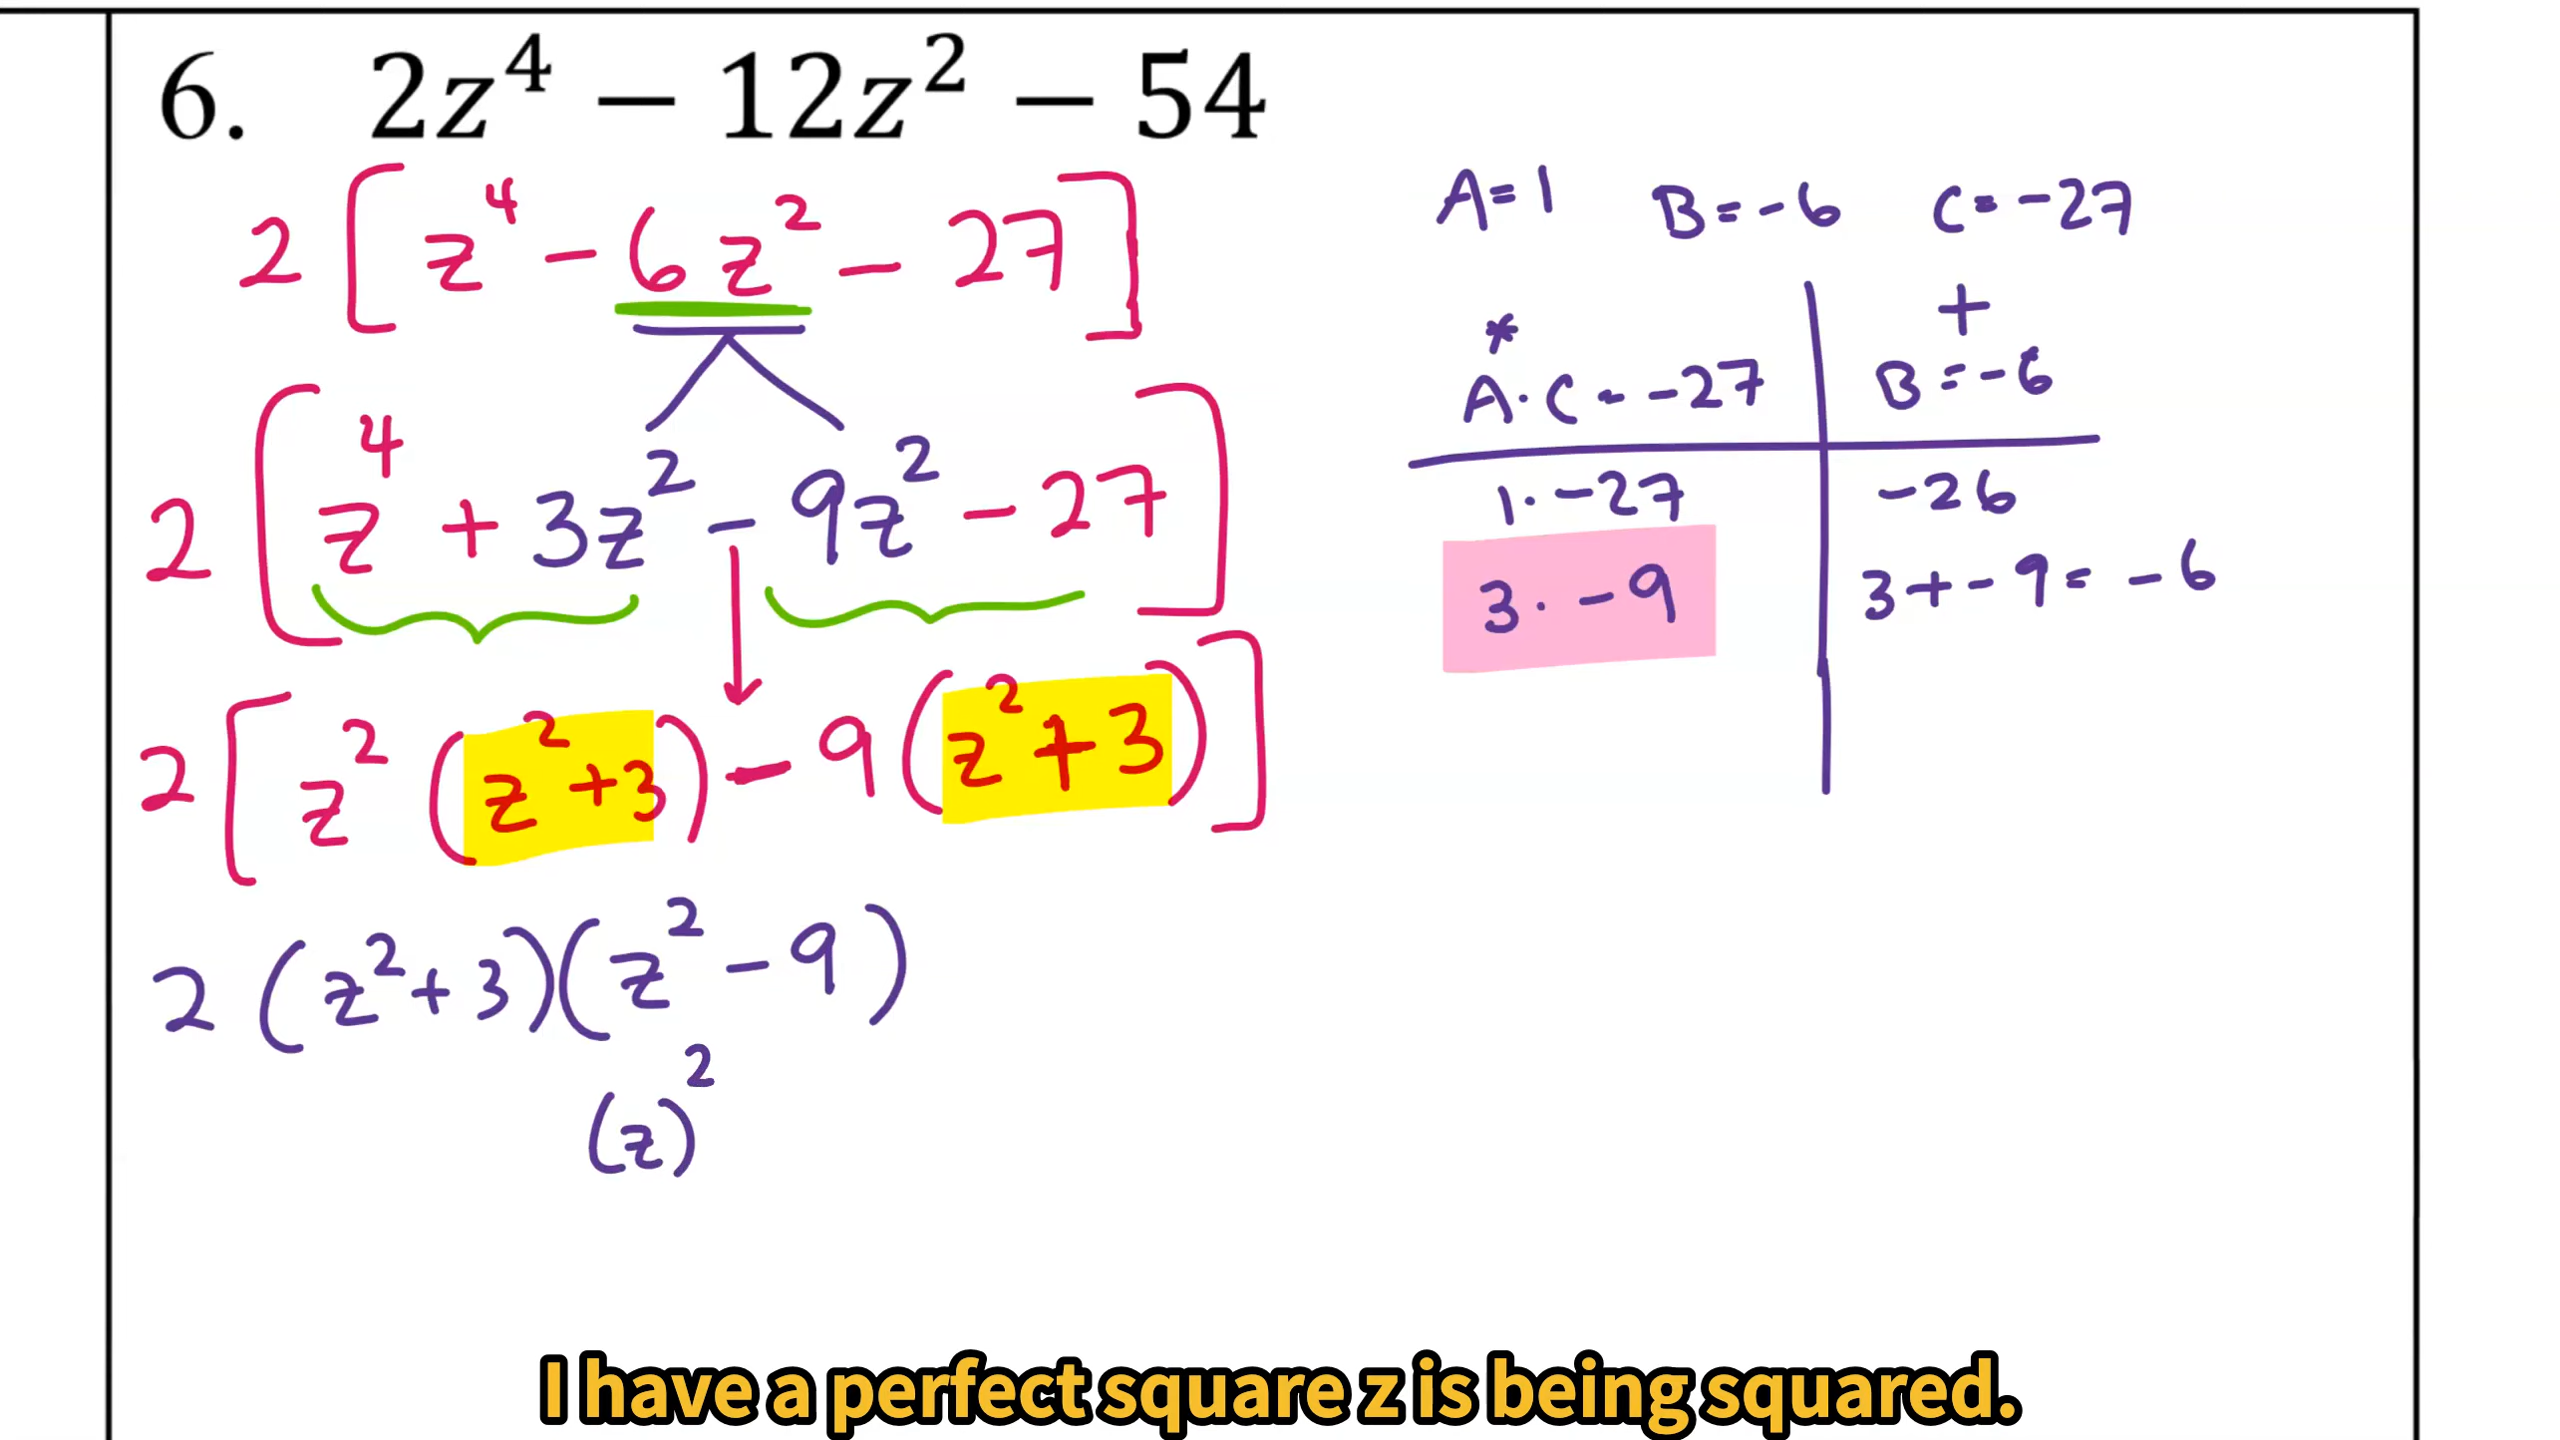 6. 2z⁴ − 12z² − 54
2[z⁴ − 6z² − 27]
2[z⁴ + 3z² − 9z² − 27]
2[z²(z²+3) − 9(z²+3)]
2(z²+3)(z²−9)
(z)²
A=1 B=-6 C=-27
* +
A·C=-27 B=-6
1·-27 -26
3·-9 3+-9=-6
I have a perfect square z is being squared.